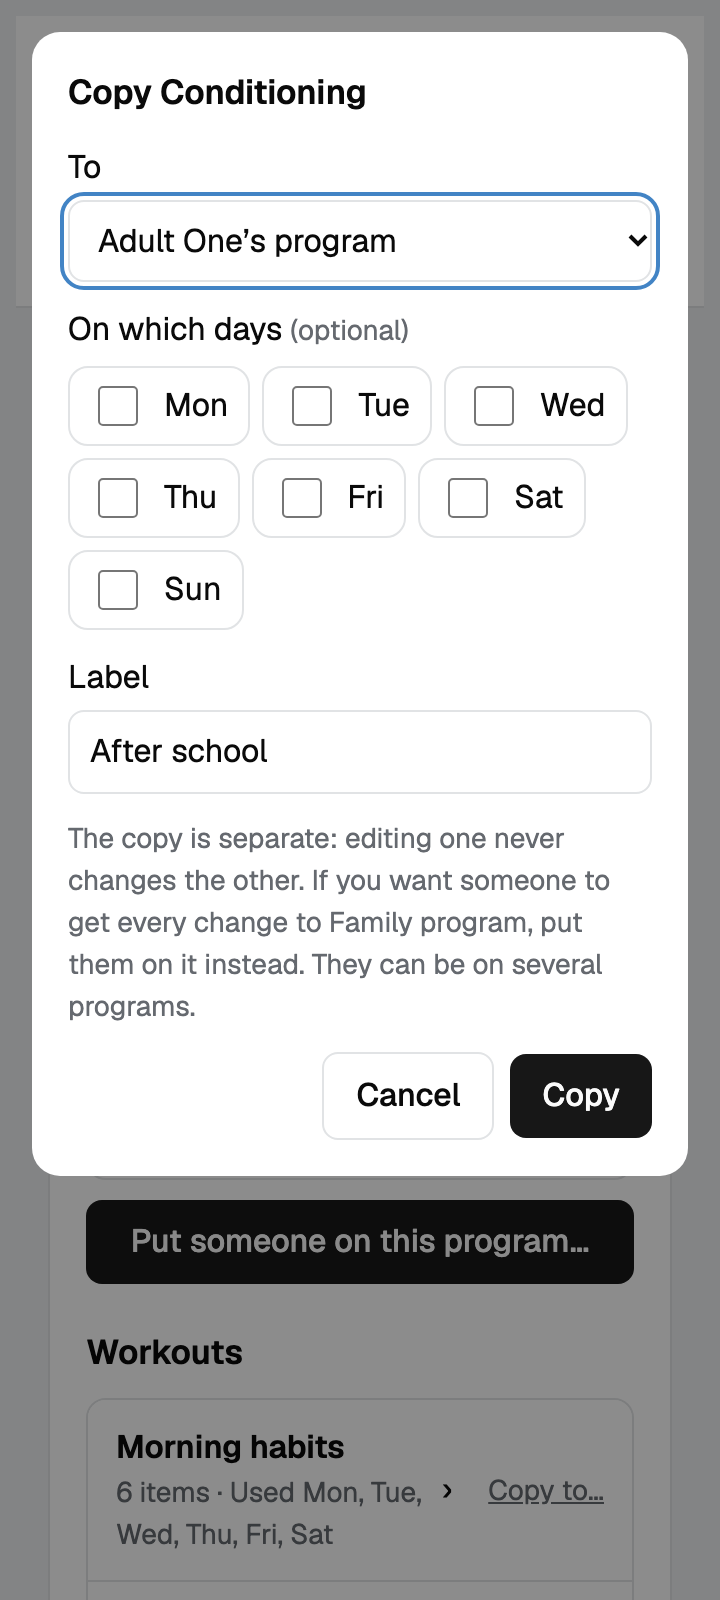 Copy Conditioning
To
Adult One’s program
On which days (optional)
Mon
Tue
Wed
Thu
Fri
Sat
Sun
Label
After school
The copy is separate: editing one never
changes the other. If you want someone to
get every change to Family program, put
them on it instead. They can be on several
programs.
Cancel
Copy
Put someone on this program…
Workouts
Morning habits
6 items · Used Mon, Tue,
Wed, Thu, Fri, Sat
› Copy to…